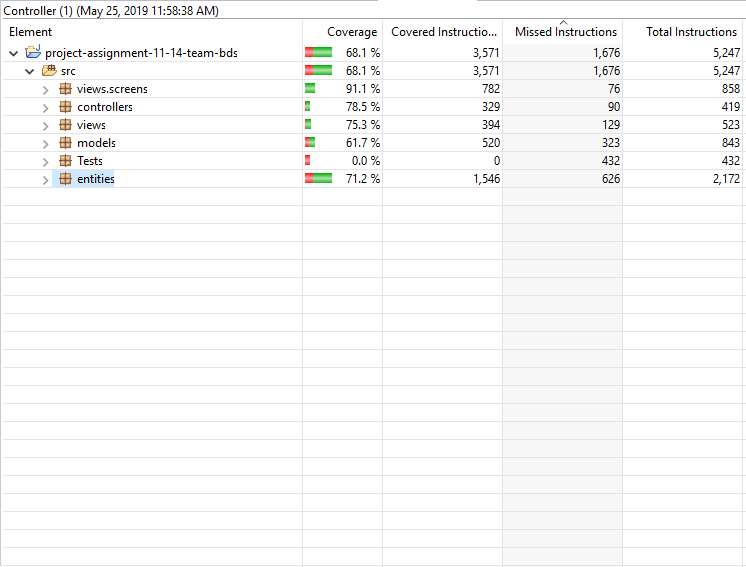 Controller (1) (May 25, 2019 11:58:38 AM)
Element Coverage Covered Instructio... Missed Instructions Total Instructions
project-assignment-11-14-team-bds 68.1 % 3,571 1,676 5,247
src 68.1 % 3,571 1,676 5,247
views.screens 91.1 % 782 76 858
controllers 78.5 % 329 90 419
views 75.3 % 394 129 523
models 61.7 % 520 323 843
Tests 0.0 % 0 432 432
entities 71.2 % 1,546 626 2,172